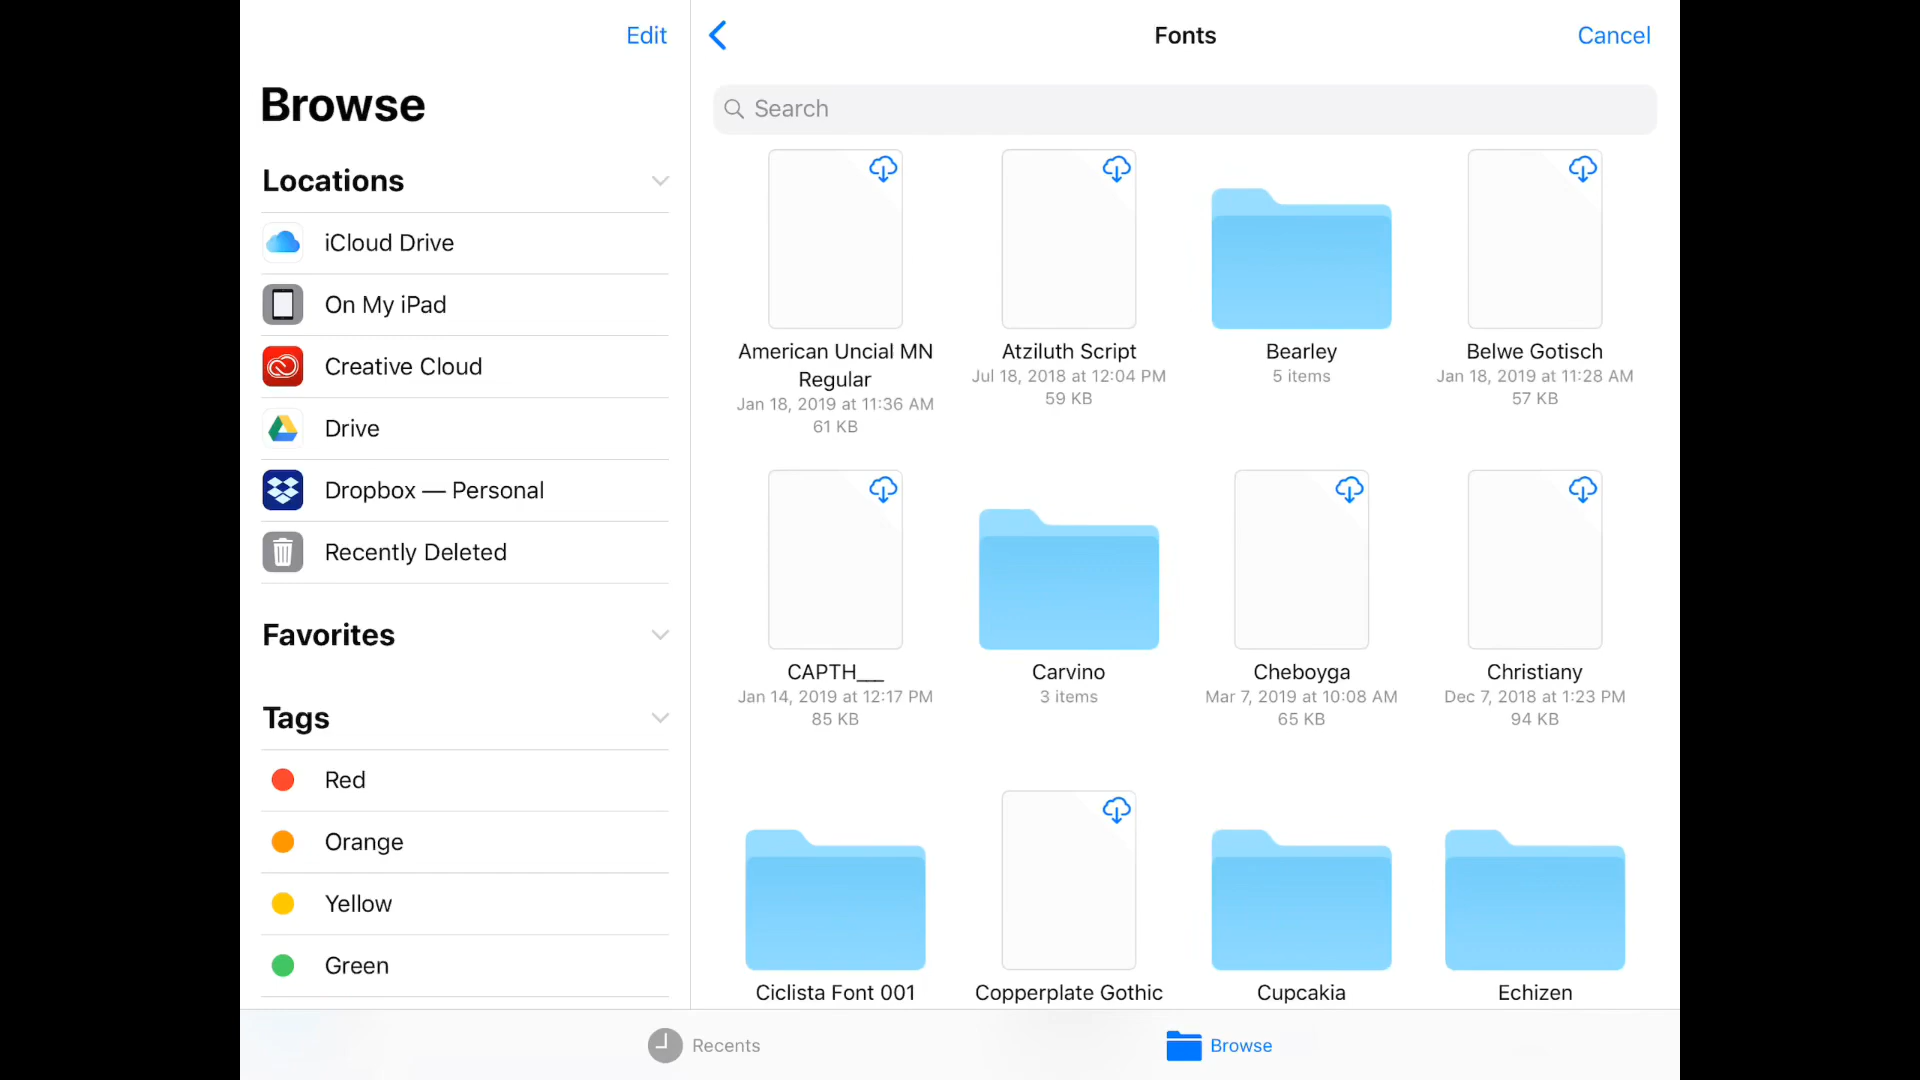 Edit
Browse
Locations
iCloud Drive
On My iPad
Creative Cloud
Drive
Dropbox — Personal
Recently Deleted
Favorites
Tags
Red
Orange
Yellow
Green
Fonts
Cancel
Search
American Uncial MN
Regular
Jan 18, 2019 at 11:36 AM
61 KB
Atziluth Script
Jul 18, 2018 at 12:04 PM
59 KB
Bearley
5 items
Belwe Gotisch
Jan 18, 2019 at 11:28 AM
57 KB
CAPTH___
Jan 14, 2019 at 12:17 PM
85 KB
Carvino
3 items
Cheboyga
Mar 7, 2019 at 10:08 AM
65 KB
Christiany
Dec 7, 2018 at 1:23 PM
94 KB
Ciclista Font 001
Copperplate Gothic
Cupcakia
Echizen
Recents
Browse